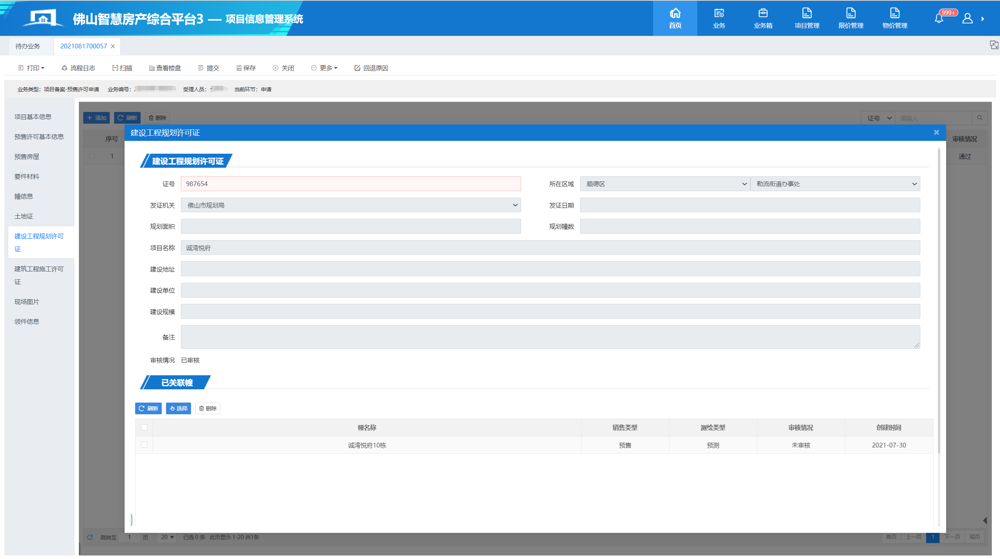 佛山智慧房产综合平台3 — 项目信息管理系统
首页 业务 业务箱 项目管理 限价管理 物价管理 999+
待办业务 2021081700057
打印 流程日志 扫描 查看楼盘 提交 保存 关闭 更多 回退原因
业务类型：项目备案-预售许可申请 业务编号： 受理人员： 当前环节：申请
项目基本信息
预售许可基本信息
预售房屋
要件材料
幢信息
土地证
建设工程规划许可
证
建筑工程施工许可
证
现场图片
领件信息
添加 刷新 删除 证号 请输入
序号 审核情况
1 通过
建设工程规划许可证
建设工程规划许可证
证号 987654 所在区域 顺德区 勒流街道办事处
发证机关 佛山市规划局 发证日期
规划面积 规划幢数
项目名称 诚湾悦府
建设地址
建设单位
建设规模
备注
审核情况 已审核
已关联幢
刷新 选择 删除
幢名称 销售类型 测绘类型 审核情况 创建时间
诚湾悦府10栋 预售 预测 未审核 2021-07-30
跳转至 1 页 20 已选 0 条 此页显示 1-20 共1条 首页 上一页 1 下一页 尾页